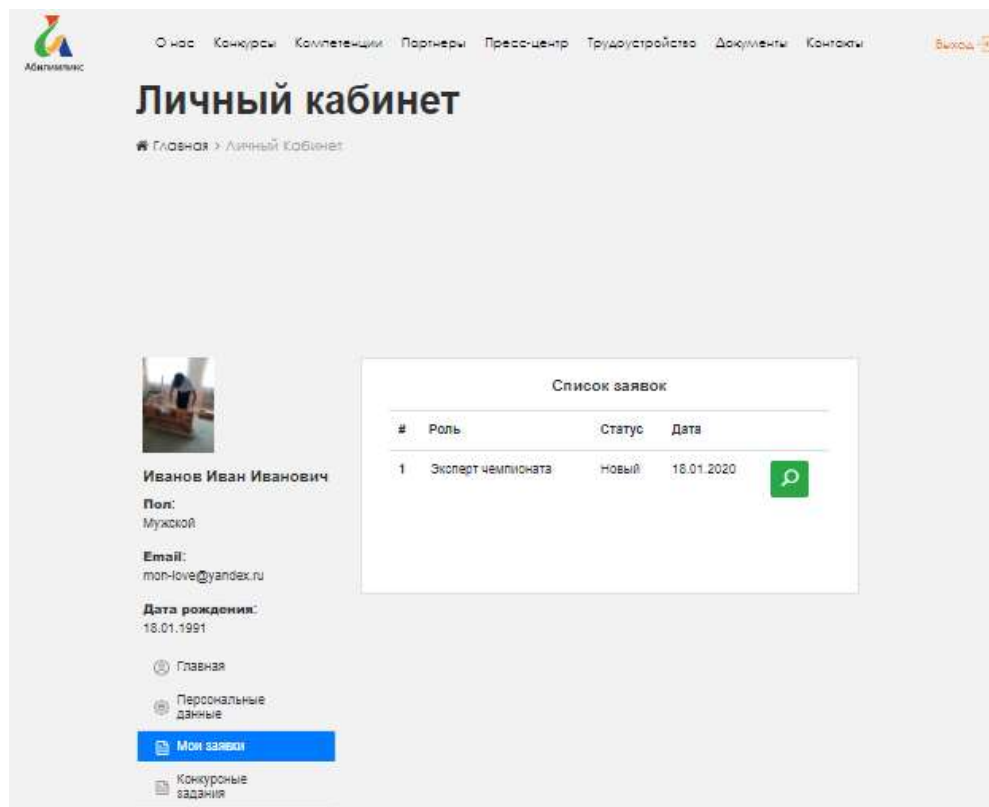 О нас Конкурсы Компетенции Партнеры Пресс-центр Трудоустройство Документы Контакты Выход
Абилимпикс
Личный кабинет
Главная > Личный Кабинет
Список заявок
# Роль Статус Дата
1 Эксперт чемпионата Новый 18.01.2020
Иванов Иван Иванович
Пол:
Мужской
Email:
mon-love@yandex.ru
Дата рождения:
18.01.1991
Главная
Персональные
данные
Мои заявки
Конкурсные
задания